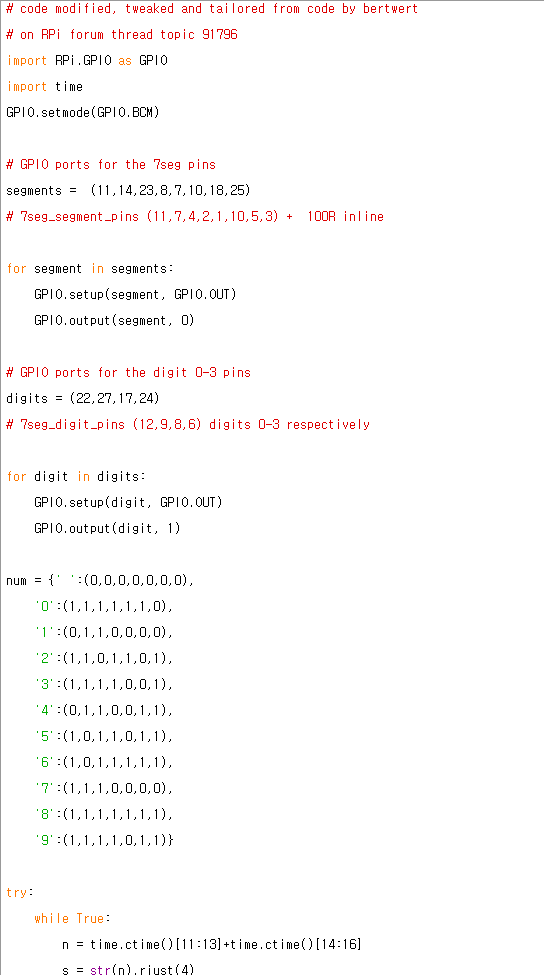 # code modified, tweaked and tailored from code by bertwert
# on RPi forum thread topic 91796
import RPi.GPIO as GPIO
import time
GPIO.setmode(GPIO.BCM)
# GPIO ports for the 7seg pins
segments =  (11,14,23,8,7,10,18,25)
# 7seg_segment_pins (11,7,4,2,1,10,5,3) +  100R inline
for segment in segments:
    GPIO.setup(segment, GPIO.OUT)
    GPIO.output(segment, 0)
# GPIO ports for the digit 0-3 pins
digits = (22,27,17,24)
# 7seg_digit_pins (12,9,8,6) digits 0-3 respectively
for digit in digits:
    GPIO.setup(digit, GPIO.OUT)
    GPIO.output(digit, 1)
num = {' ':(0,0,0,0,0,0,0),
    '0':(1,1,1,1,1,1,0),
    '1':(0,1,1,0,0,0,0),
    '2':(1,1,0,1,1,0,1),
    '3':(1,1,1,1,0,0,1),
    '4':(0,1,1,0,0,1,1),
    '5':(1,0,1,1,0,1,1),
    '6':(1,0,1,1,1,1,1),
    '7':(1,1,1,0,0,0,0),
    '8':(1,1,1,1,1,1,1),
    '9':(1,1,1,1,0,1,1)}
try:
    while True:
        n = time.ctime()[11:13]+time.ctime()[14:16]
        s = str(n).rjust(4)